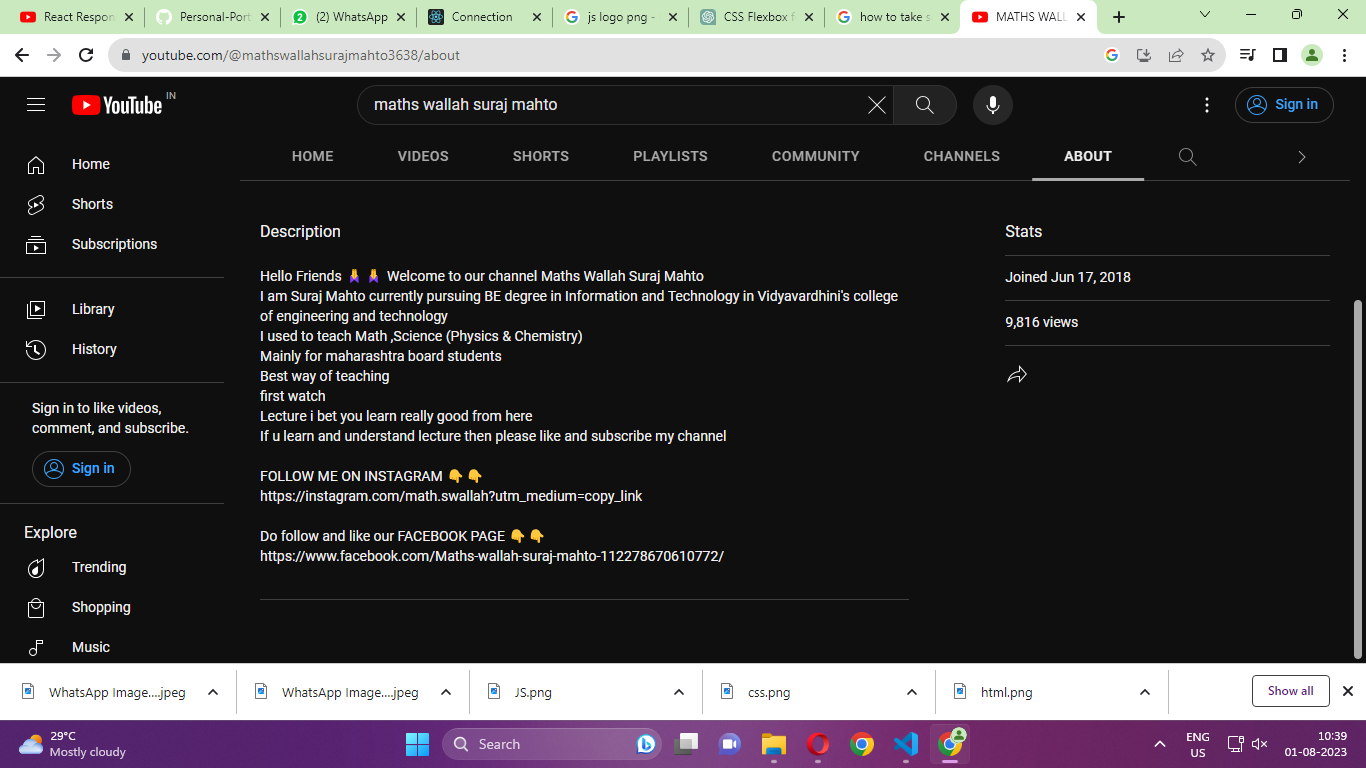 React Respon
Personal-Port
(2) WhatsApp
Connection
js logo png -
CSS Flexbox f
how to take s
MATHS WALL
youtube.com/@mathswallahsurajmahto3638/about
YouTube IN
maths wallah suraj mahto
Sign in
HOME VIDEOS SHORTS PLAYLISTS COMMUNITY CHANNELS ABOUT
Home
Shorts
Subscriptions
Library
History
Sign in to like videos,
comment, and subscribe.
Sign in
Explore
Trending
Shopping
Music
Description
Hello Friends 🙏🙏 Welcome to our channel Maths Wallah Suraj Mahto
I am Suraj Mahto currently pursuing BE degree in Information and Technology in Vidyavardhini's college
of engineering and technology
I used to teach Math ,Science (Physics & Chemistry)
Mainly for maharashtra board students
Best way of teaching
first watch
Lecture i bet you learn really good from here
If u learn and understand lecture then please like and subscribe my channel
FOLLOW ME ON INSTAGRAM 👇👇
https://instagram.com/math.swallah?utm_medium=copy_link
Do follow and like our FACEBOOK PAGE 👇👇
https://www.facebook.com/Maths-wallah-suraj-mahto-112278670610772/
Stats
Joined Jun 17, 2018
9,816 views
WhatsApp Image....jpeg
WhatsApp Image....jpeg
JS.png
css.png
html.png
Show all
29°C
Mostly cloudy
Search
ENG
US
10:39
01-08-2023